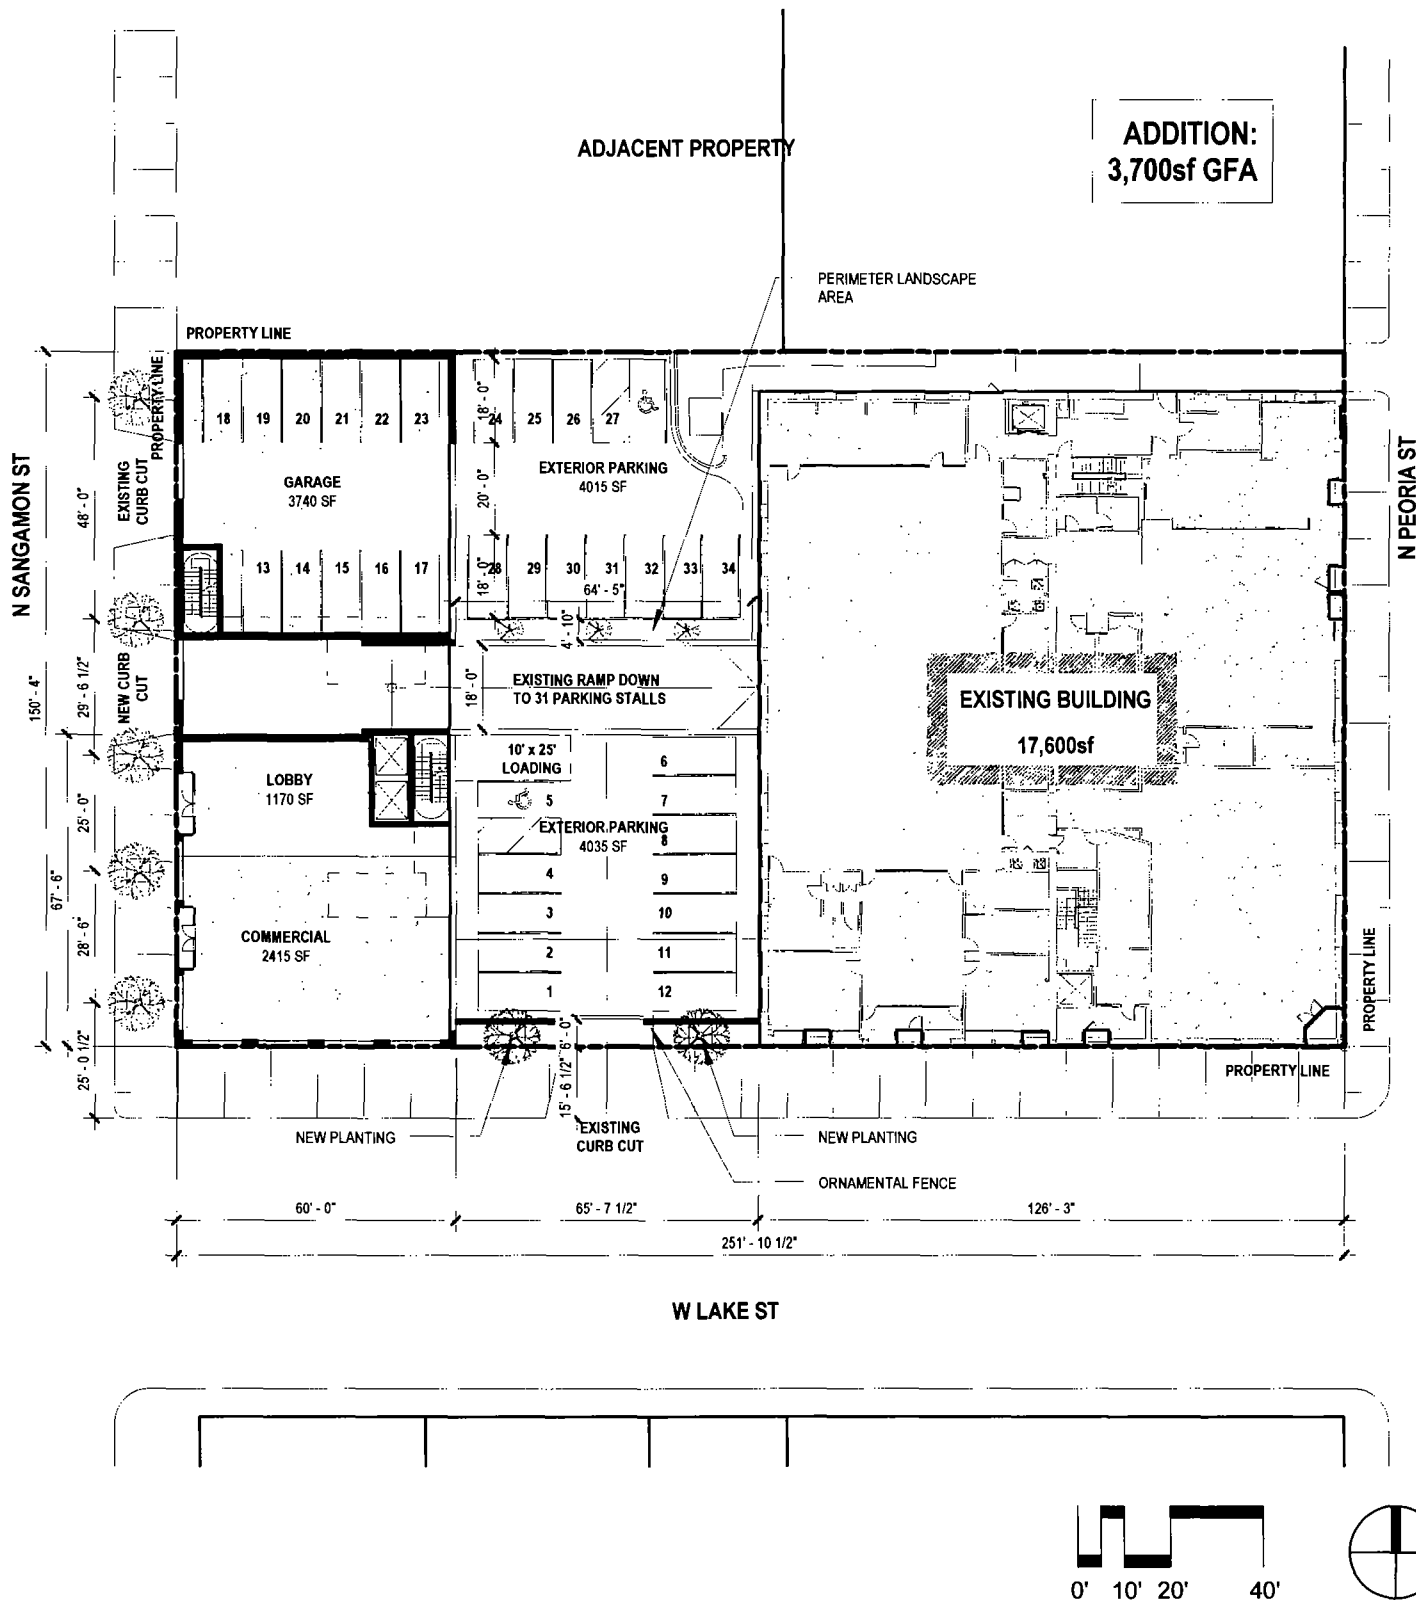 ADJACENT PROPERTY
ADDITION:
3,700sf GFA
PERIMETER LANDSCAPE
AREA
PROPERTY LINE
PROPERTY LINE
N SANGAMON ST
N PEORIA ST
EXISTING
CURB CUT
NEW CURB
CUT
150' - 4"
48' - 0"
29' - 6 1/2"
25' - 0"
67' - 6"
28' - 6"
25' - 0 1/2"
18 19 20 21 22 23
GARAGE
3740 SF
13 14 15 16 17
18' - 0"
24 25 26 27
EXTERIOR PARKING
4015 SF
20' - 0"
18' - 0"
28 29 30 31 32 33 34
64' - 5"
4' - 10"
18' - 0"
EXISTING RAMP DOWN
TO 31 PARKING STALLS
EXISTING BUILDING
17,600sf
LOBBY
1170 SF
10' x 25'
LOADING
6
5
7
EXTERIOR PARKING
4035 SF
8
4
9
3
10
2
11
1
12
COMMERCIAL
2415 SF
6'-0"
15' - 6 1/2"
PROPERTY LINE
PROPERTY LINE
NEW PLANTING
EXISTING
CURB CUT
NEW PLANTING
ORNAMENTAL FENCE
60' - 0"
65' - 7 1/2"
126' - 3"
251' - 10 1/2"
W LAKE ST
0' 10' 20' 40'